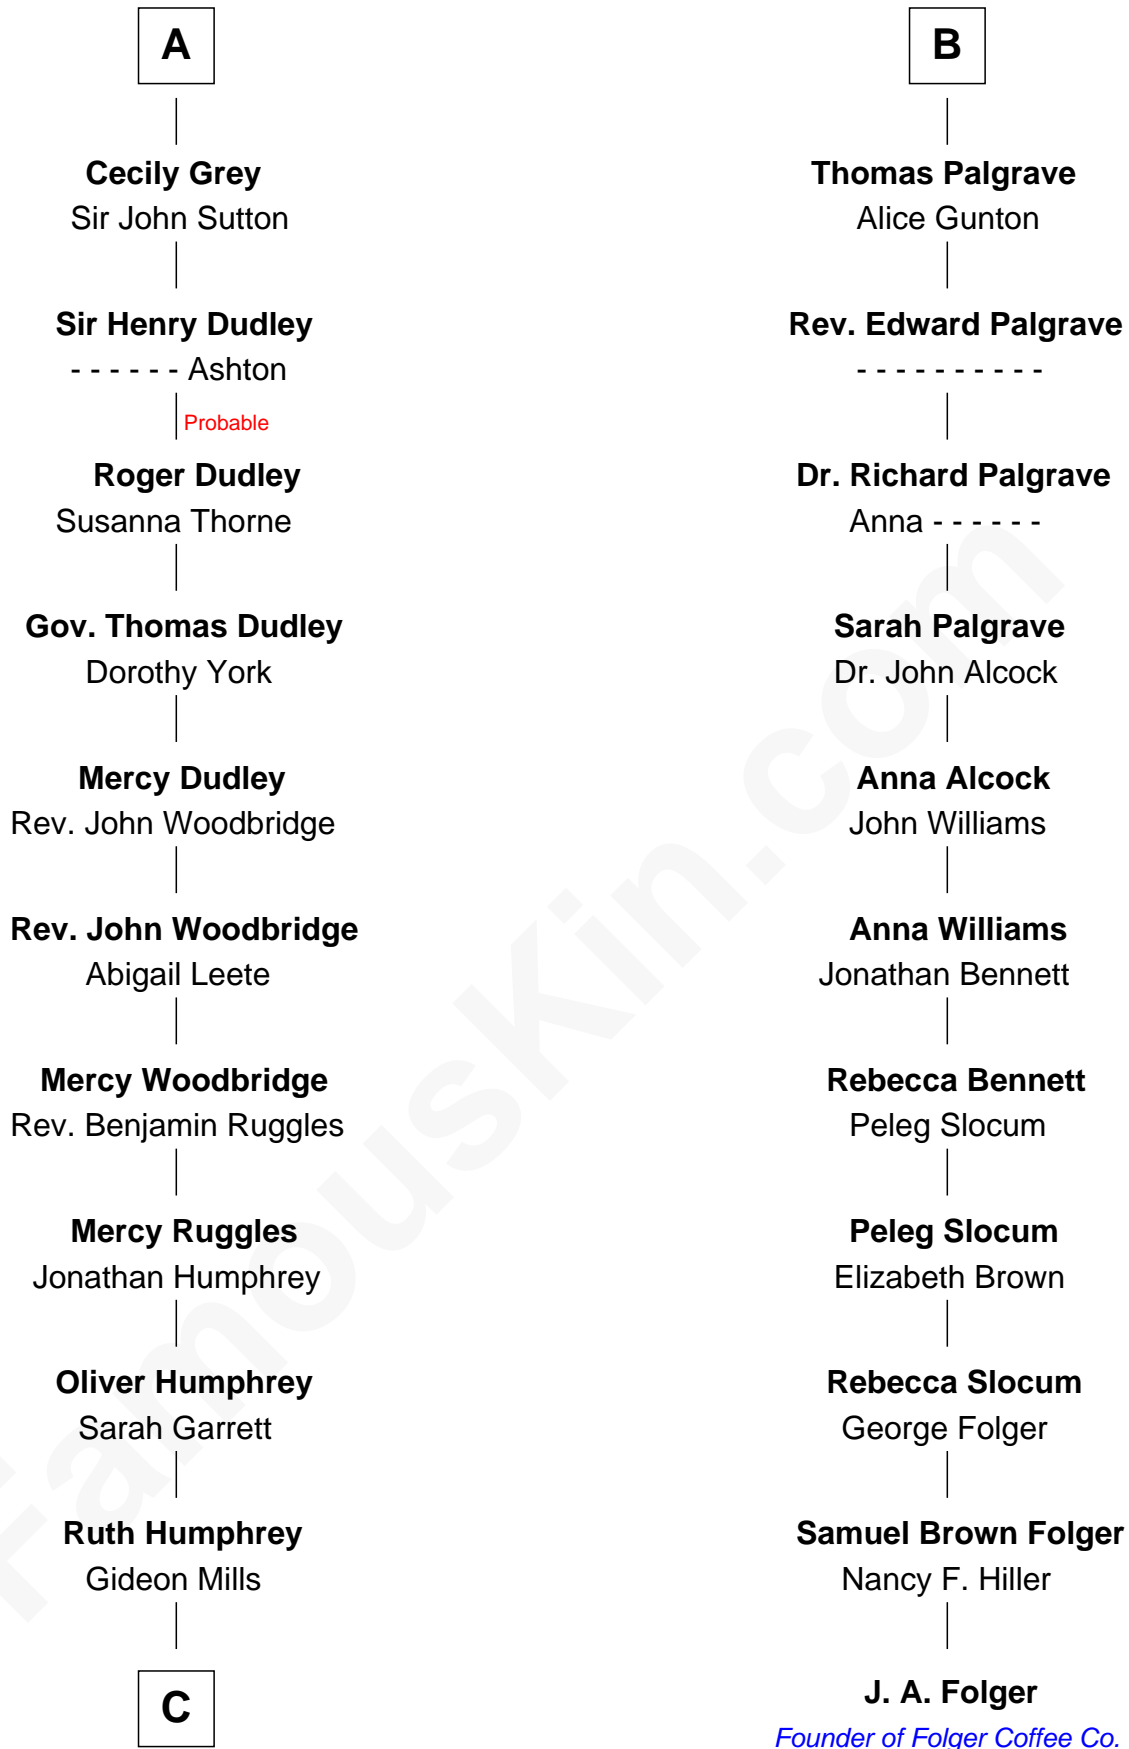 A
Cecily Grey
Sir John Sutton
Sir Henry Dudley
- - - - - - Ashton
Probable
Roger Dudley
Susanna Thorne
Gov. Thomas Dudley
Dorothy York
Mercy Dudley
Rev. John Woodbridge
Rev. John Woodbridge
Abigail Leete
Mercy Woodbridge
Rev. Benjamin Ruggles
Mercy Ruggles
Jonathan Humphrey
Oliver Humphrey
Sarah Garrett
Ruth Humphrey
Gideon Mills
C
B
Thomas Palgrave
Alice Gunton
Rev. Edward Palgrave
- - - - - - - - - -
Dr. Richard Palgrave
Anna - - - - - -
Sarah Palgrave
Dr. John Alcock
Anna Alcock
John Williams
Anna Williams
Jonathan Bennett
Rebecca Bennett
Peleg Slocum
Peleg Slocum
Elizabeth Brown
Rebecca Slocum
George Folger
Samuel Brown Folger
Nancy F. Hiller
J. A. Folger
Founder of Folger Coffee Co.
FamousKin.com